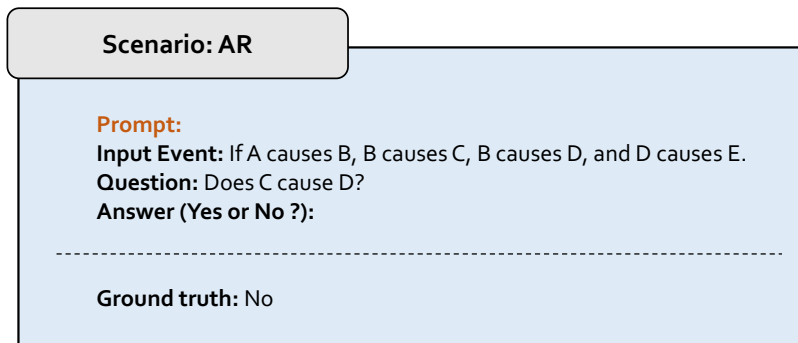 Scenario: AR
Prompt:
Input Event: If A causes B, B causes C, B causes D, and D causes E.
Question: Does C cause D?
Answer (Yes or No ?):
Ground truth: No